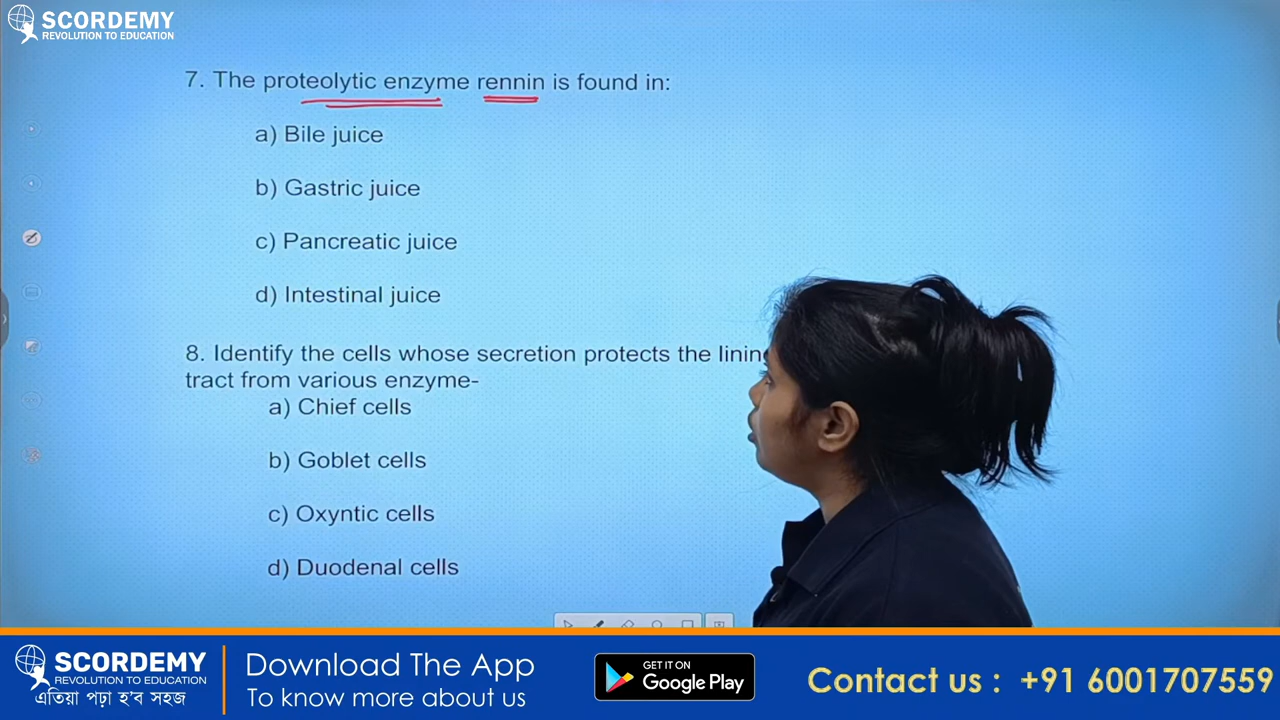 SCORDEMY
REVOLUTION TO EDUCATION
7. The proteolytic enzyme rennin is found in:
a) Bile juice
b) Gastric juice
c) Pancreatic juice
d) Intestinal juice
8. Identify the cells whose secretion protects the
tract from various enzyme-
a) Chief cells
b) Goblet cells
c) Oxyntic cells
d) Duodenal cells
SCORDEMY
REVOLUTION TO EDUCATION
এতিয়া পঢ়া হ'ব সহজ
Download The App
To know more about us
GET IT ON
Google Play
Contact us : +91 6001707559